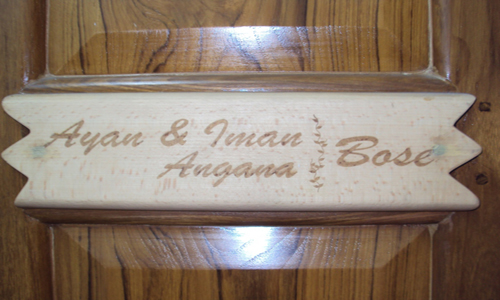 Ayan & Iman
Angana
Bose